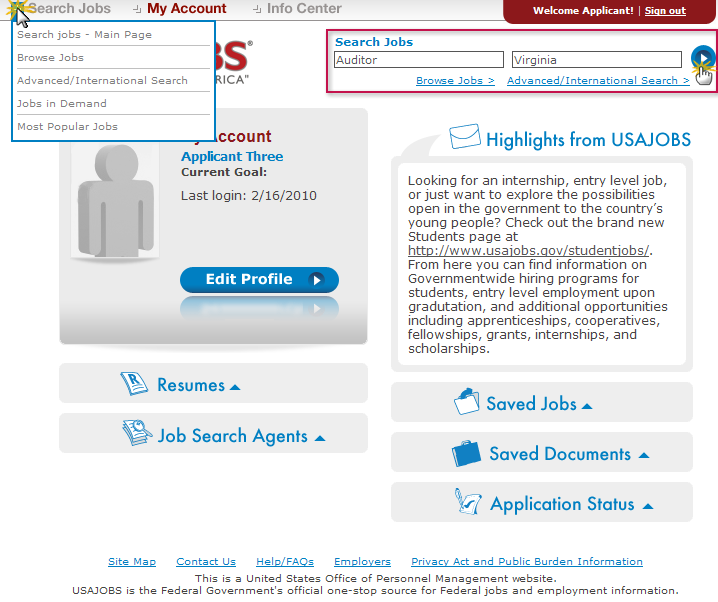 Search Jobs
My Account
Info Center
Welcome Applicant! | Sign out
Search jobs - Main Page
Browse Jobs
Advanced/International Search
Jobs in Demand
Most Popular Jobs
BS®
RICA"
Search Jobs
Auditor
Virginia
Browse Jobs >
Advanced/International Search >
My Account
Applicant Three
Current Goal:
Last login: 2/16/2010
Edit Profile
Resumes
Job Search Agents
Highlights from USAJOBS
Looking for an internship, entry level job,
or just want to explore the possibilities
open in the government to the country's
young people? Check out the brand new
Students page at
http://www.usajobs.gov/studentjobs/.
From here you can find information on
Governmentwide hiring programs for
students, entry level employment upon
gradutation, and additional opportunities
including apprenticeships, cooperatives,
fellowships, grants, internships, and
scholarships.
Saved Jobs
Saved Documents
Application Status
Site Map
Contact Us
Help/FAQs
Employers
Privacy Act and Public Burden Information
This is a United States Office of Personnel Management website.
USAJOBS is the Federal Government's official one-stop source for Federal jobs and employment information.